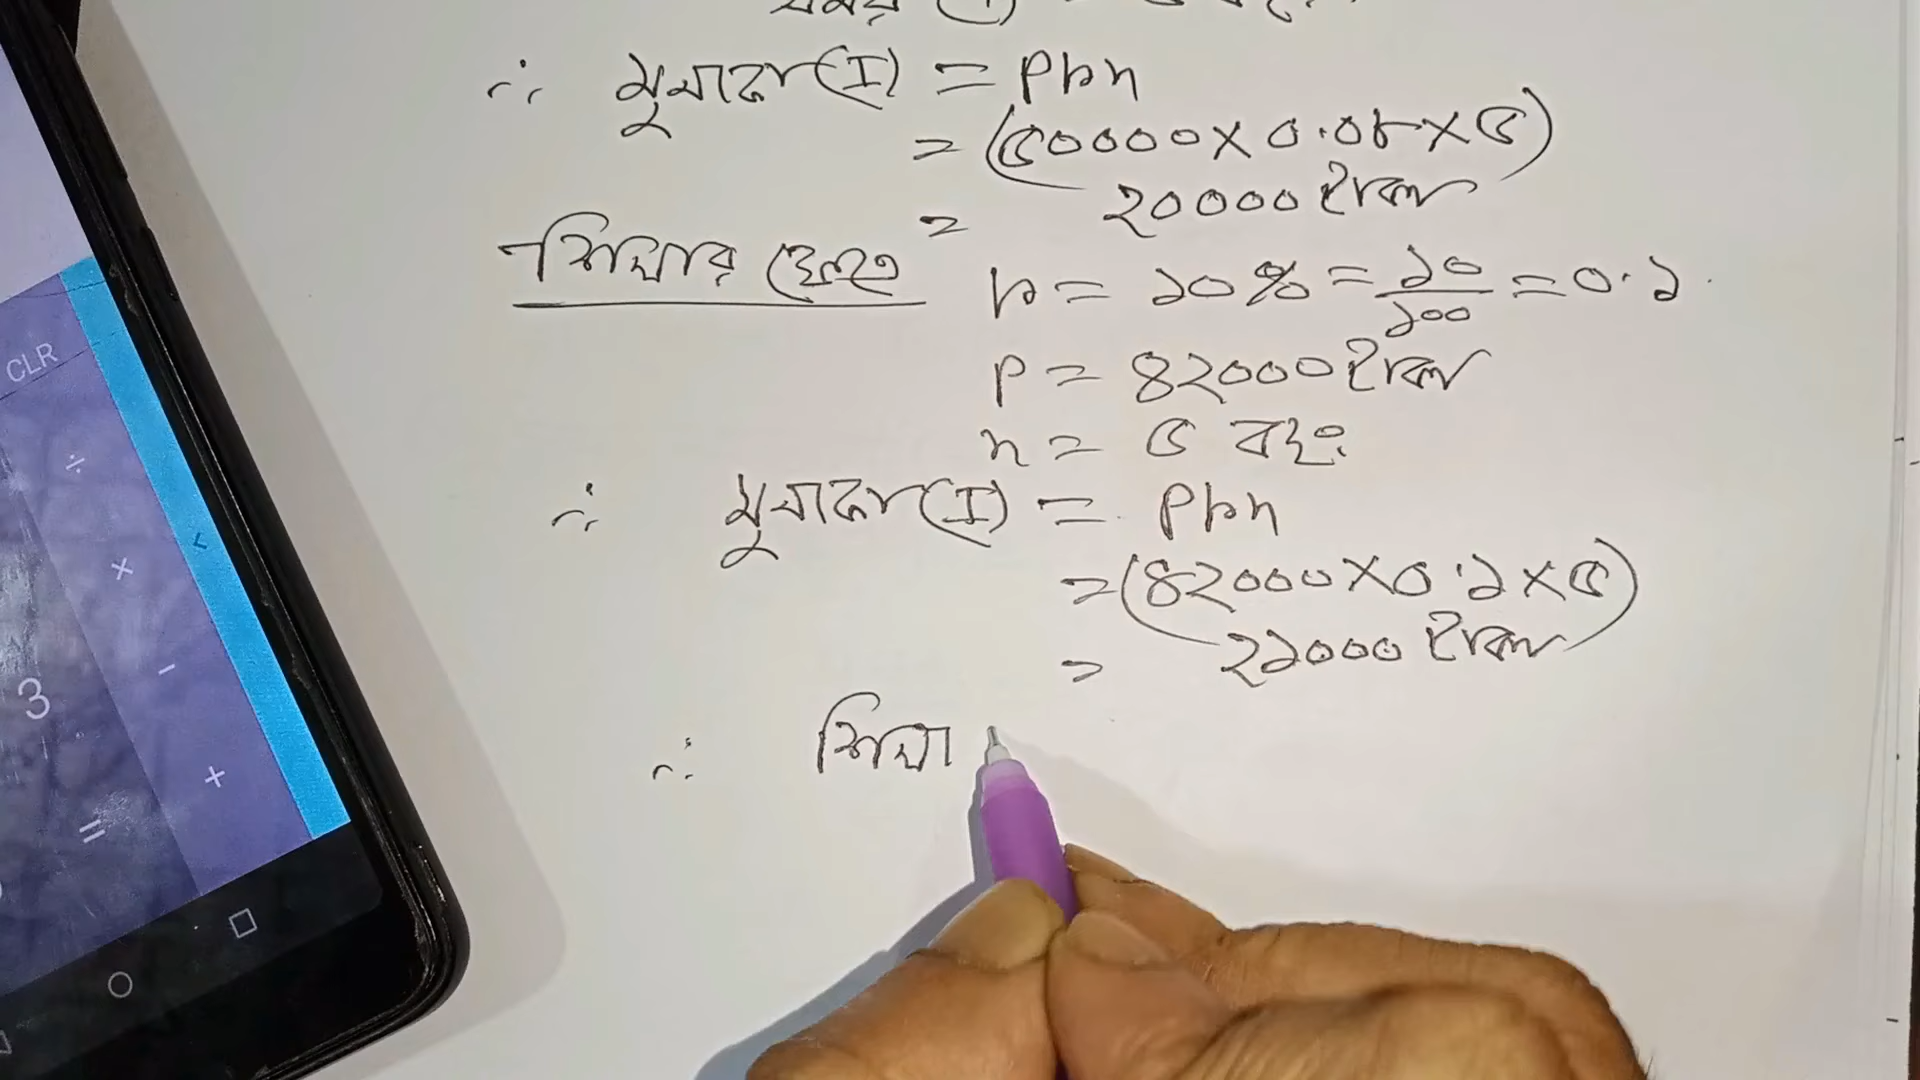 ∴ মুনাফা (I) = Prn
= (৫০০০০ × ০.০৮ × ৫)
= ২০০০০ টাকা
শিখার ক্ষেত্রে
r = ১০% = ১০/১০০ = ০.১
P = ৪২০০০ টাকা
n = ৫ বছর
∴ মুনাফা (I) = Prn
= (৪২০০০ × ০.১ × ৫)
= ২১০০০ টাকা
∴ শিখা
CLR
÷
×
3 −
+
=